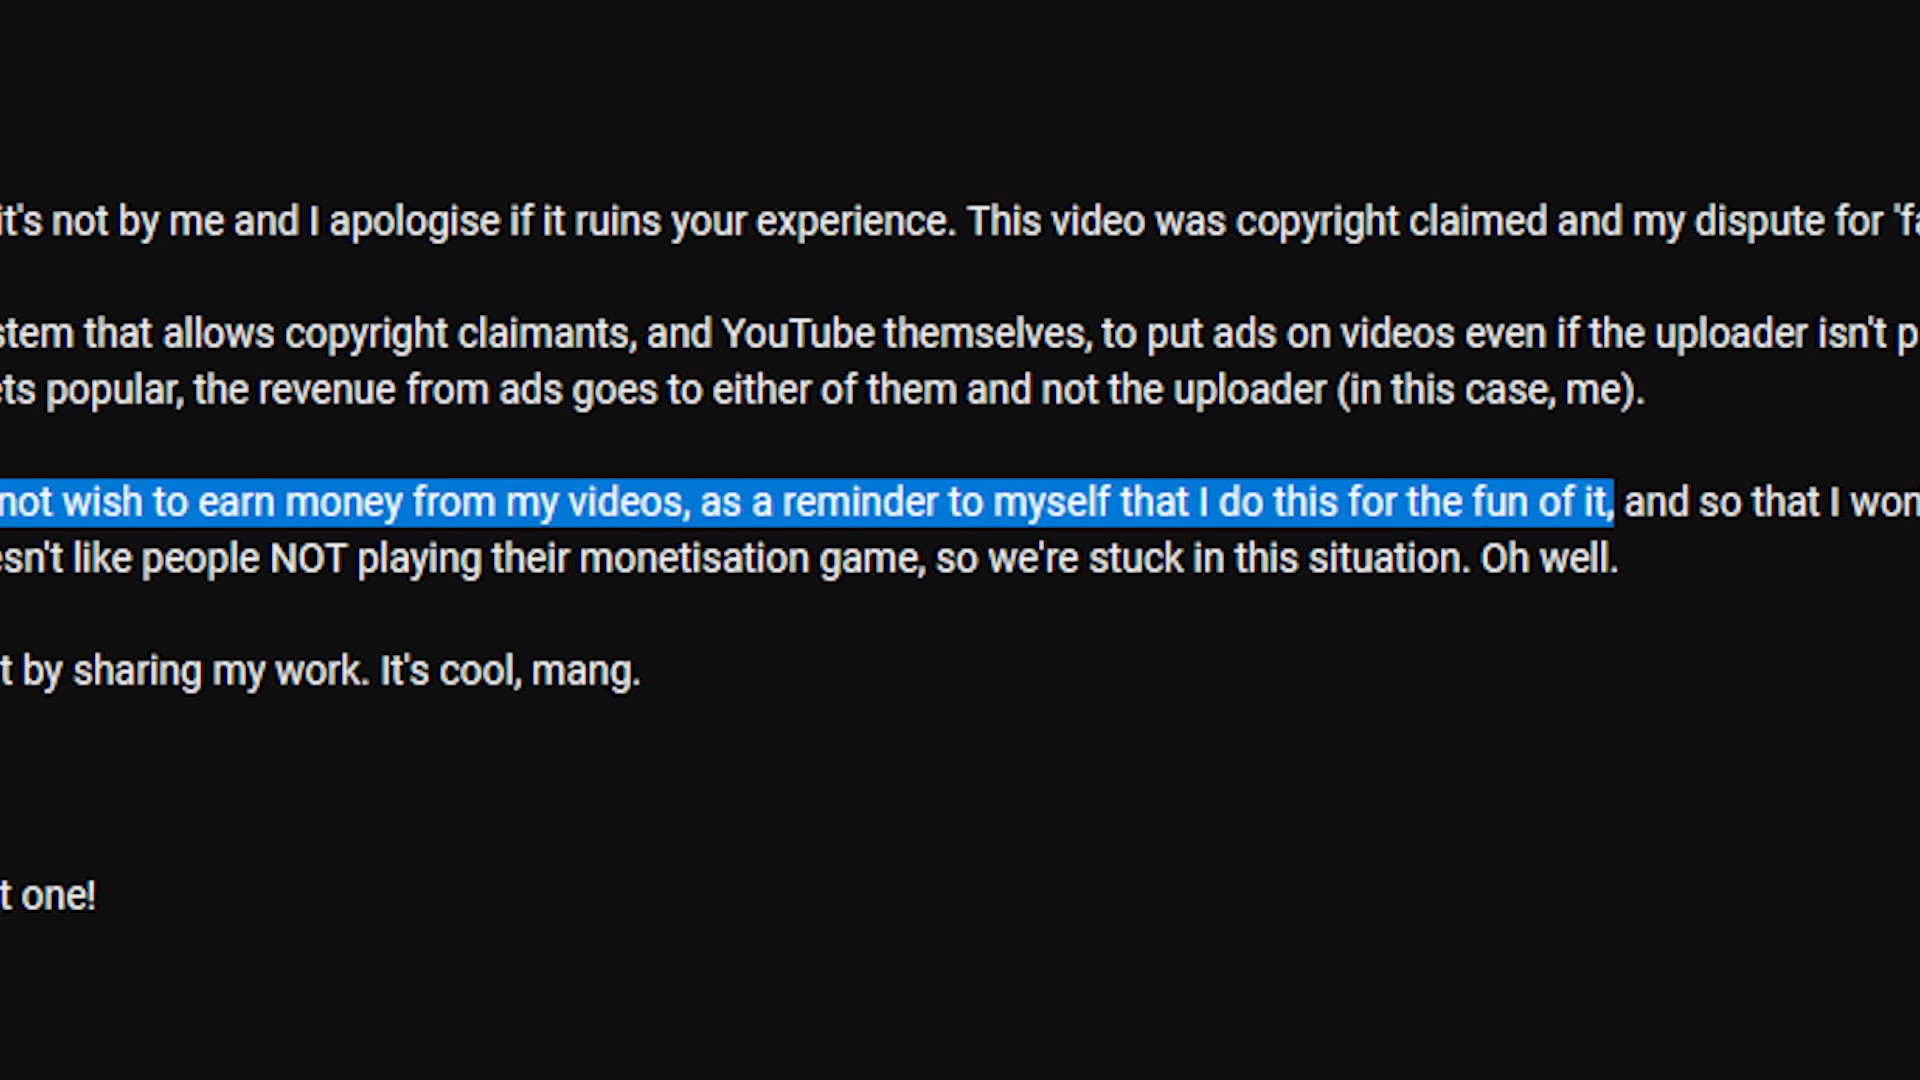 it's not by me and I apologise if it ruins your experience. This video was copyright claimed and my dispute for 'fa
stem that allows copyright claimants, and YouTube themselves, to put ads on videos even if the uploader isn't p
ets popular, the revenue from ads goes to either of them and not the uploader (in this case, me).
not wish to earn money from my videos, as a reminder to myself that I do this for the fun of it, and so that I won
esn't like people NOT playing their monetisation game, so we're stuck in this situation. Oh well.
t by sharing my work. It's cool, mang.
t one!